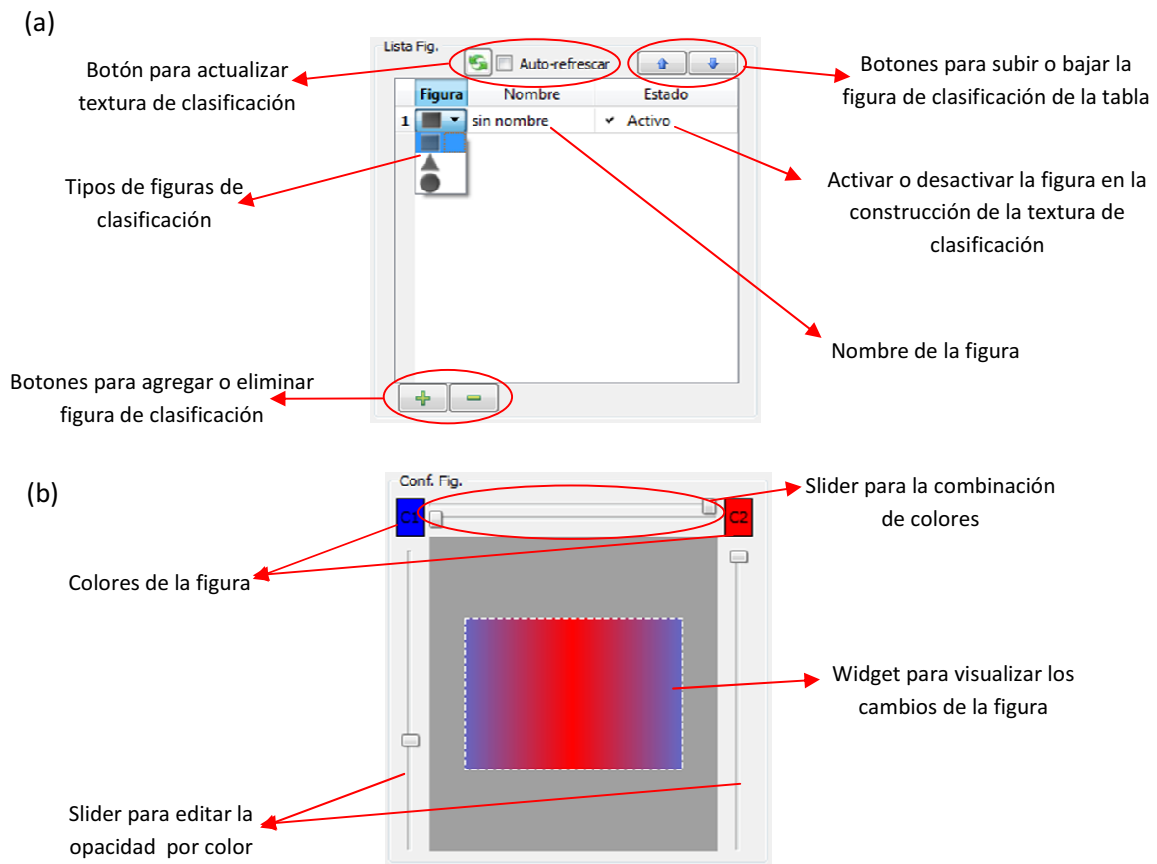 (a)
Lista Fig.
Auto-refrescar
Figura Nombre Estado
1 sin nombre Activo
Botón para actualizar
textura de clasificación
Botones para subir o bajar la
figura de clasificación de la tabla
Tipos de figuras de
clasificación
Activar o desactivar la figura en la
construcción de la textura de
clasificación
Nombre de la figura
Botones para agregar o eliminar
figura de clasificación
(b)
Conf. Fig.
C1
C2
Slider para la combinación
de colores
Colores de la figura
Widget para visualizar los
cambios de la figura
Slider para editar la
opacidad por color